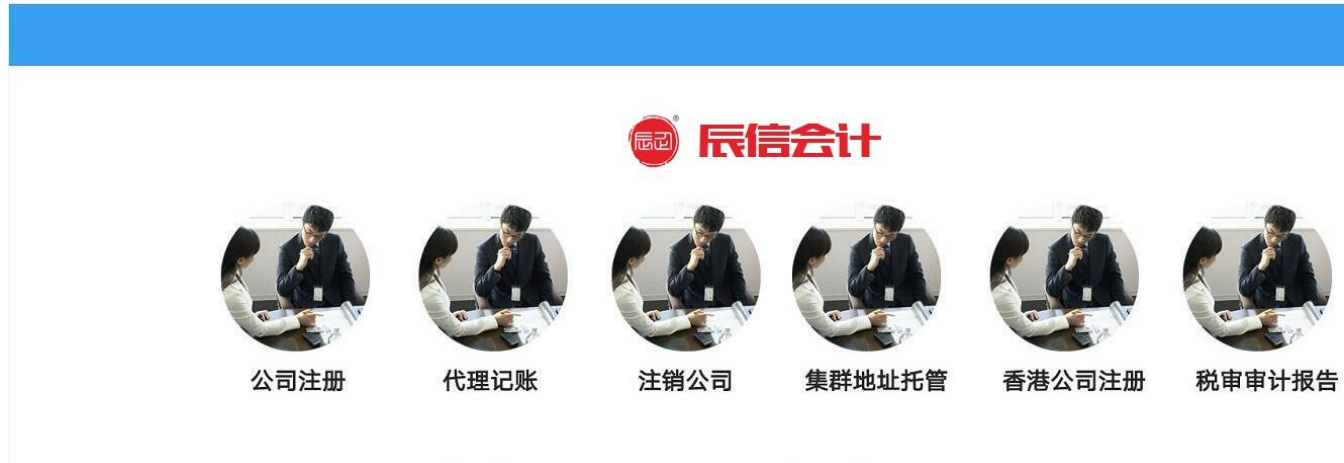 辰信会计
公司注册
代理记账
注销公司
集群地址托管
香港公司注册
税审审计报告